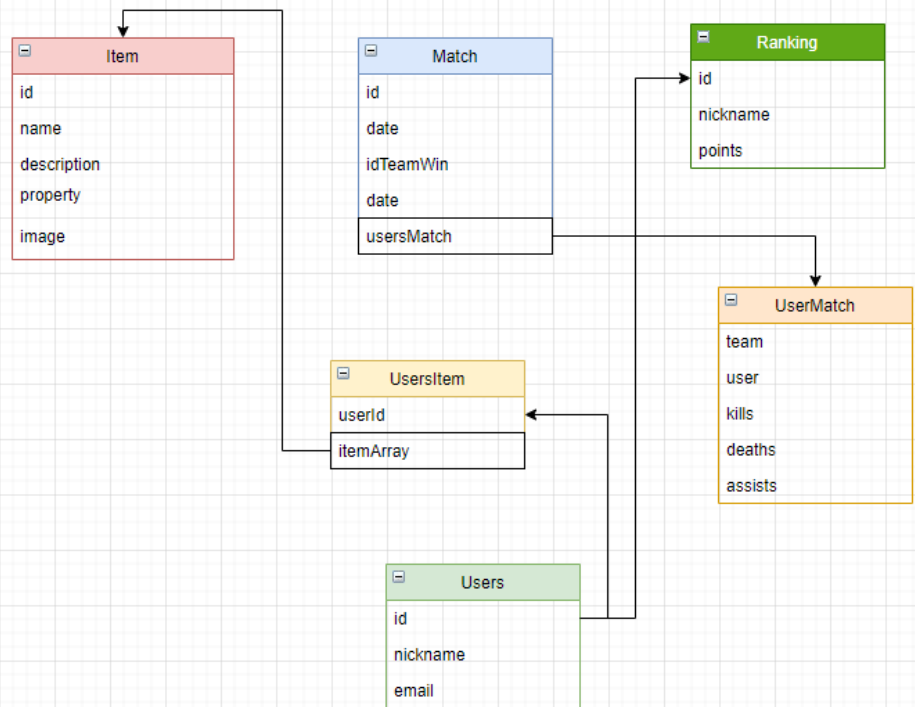 Item
id
name
description
property
image
Match
id
date
idTeamWin
date
usersMatch
Ranking
id
nickname
points
UserMatch
team
user
kills
deaths
assists
UsersItem
userId
itemArray
Users
id
nickname
email